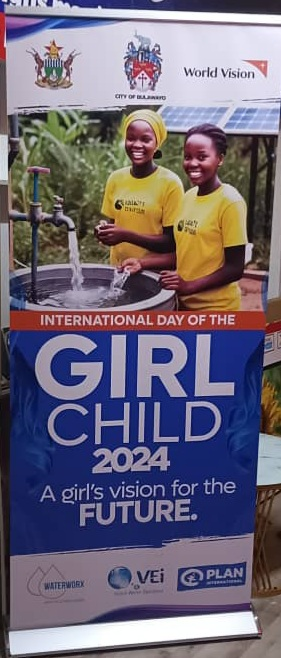 CITY OF BULAWAYO
World Vision
INTERNATIONAL DAY OF THE
GIRL
CHILD
2024
A girl's vision for the
FUTURE.
WATERWORX
VEi
PLAN
INTERNATIONAL